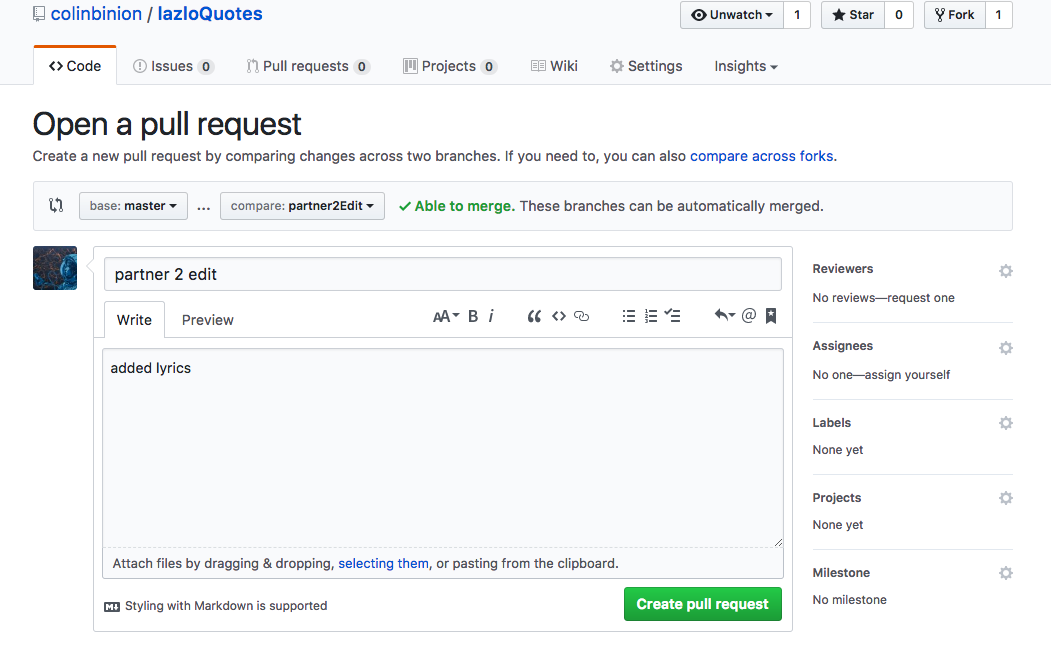 colinbinion / lazloQuotes
Unwatch 1 Star 0 Fork 1
Code Issues 0 Pull requests 0 Projects 0 Wiki Settings Insights
Open a pull request
Create a new pull request by comparing changes across two branches. If you need to, you can also compare across forks.
base: master ... compare: partner2Edit Able to merge. These branches can be automatically merged.
partner 2 edit
Write Preview AA B i
added lyrics
Attach files by dragging & dropping, selecting them, or pasting from the clipboard.
Styling with Markdown is supported
Create pull request
Reviewers
No reviews—request one
Assignees
No one—assign yourself
Labels
None yet
Projects
None yet
Milestone
No milestone